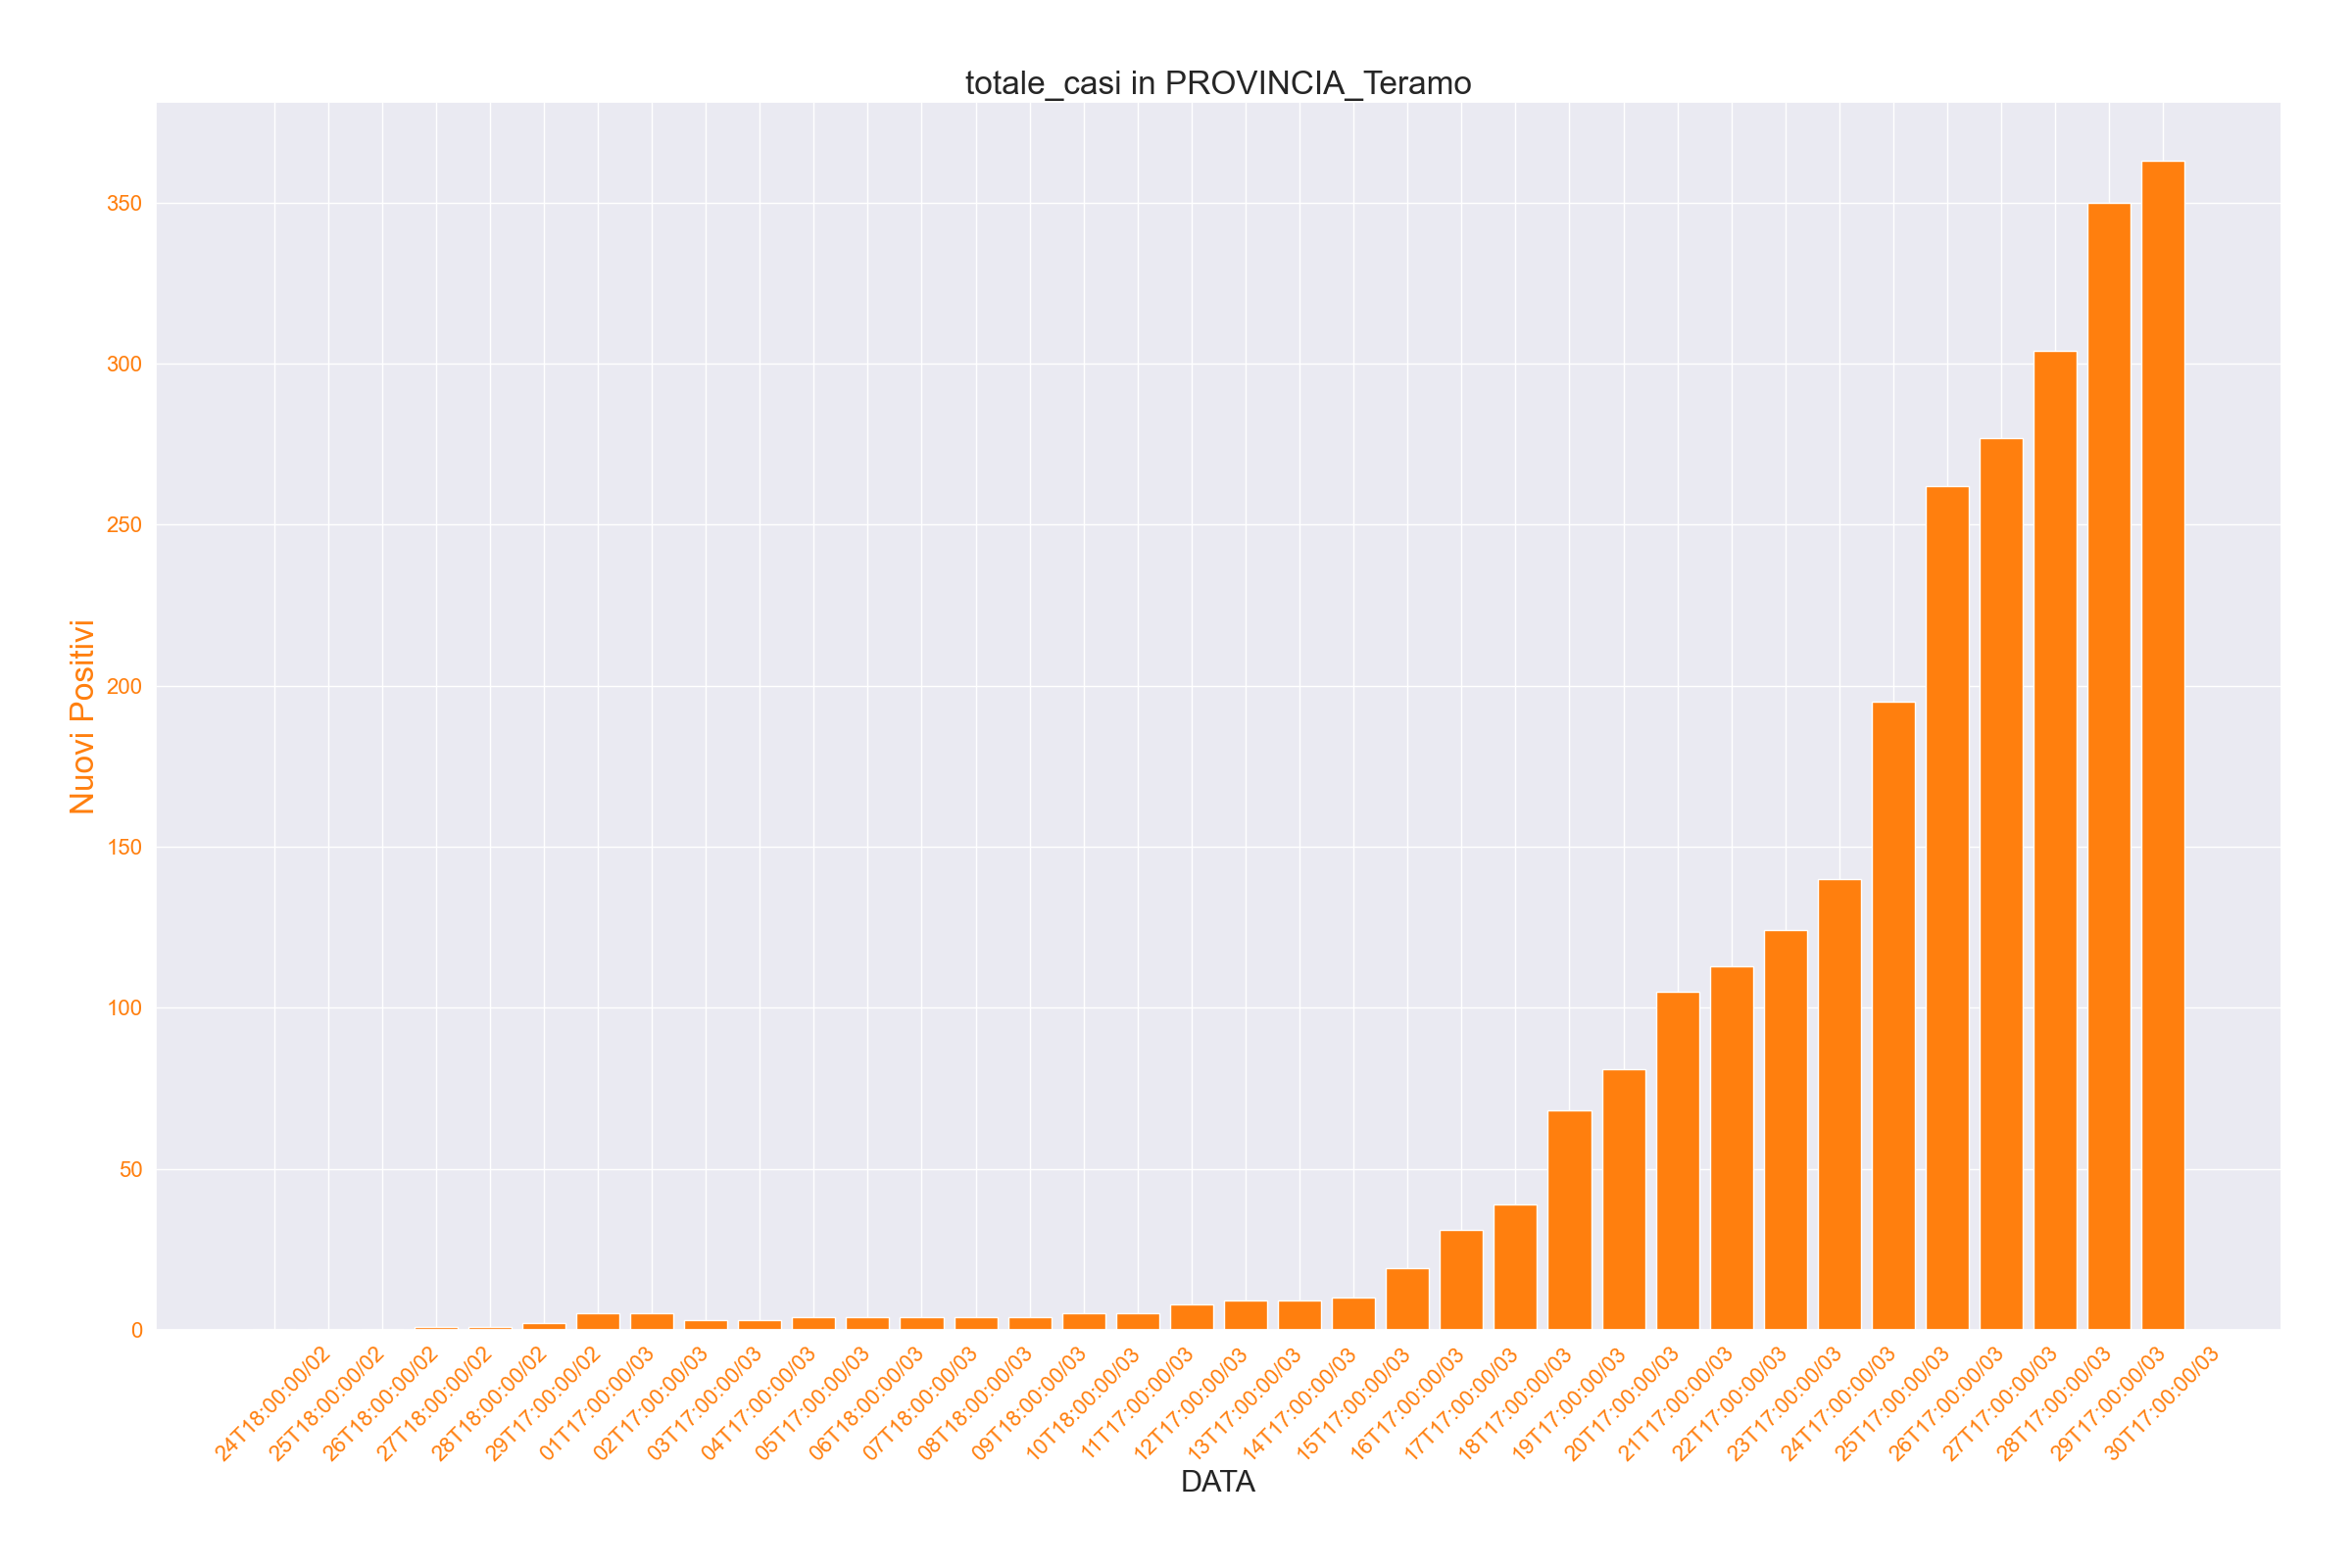 totale_casi in PROVINCIA_Teramo
Nuovi Positivi
350
300
250
200
150
100
50
0
24T18:00:00/02
25T18:00:00/02
26T18:00:00/02
27T18:00:00/02
28T18:00:00/02
29T17:00:00/02
01T17:00:00/03
02T17:00:00/03
03T17:00:00/03
04T17:00:00/03
05T17:00:00/03
06T18:00:00/03
07T18:00:00/03
08T18:00:00/03
09T18:00:00/03
10T18:00:00/03
11T17:00:00/03
12T17:00:00/03
13T17:00:00/03
14T17:00:00/03
15T17:00:00/03
16T17:00:00/03
17T17:00:00/03
18T17:00:00/03
19T17:00:00/03
20T17:00:00/03
21T17:00:00/03
22T17:00:00/03
23T17:00:00/03
24T17:00:00/03
25T17:00:00/03
26T17:00:00/03
27T17:00:00/03
28T17:00:00/03
29T17:00:00/03
30T17:00:00/03
DATA